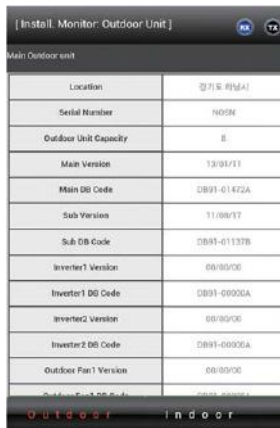 [ Install. Monitor: Outdoor Unit ]
RX
TX
Main Outdoor unit
Location 경기도 하남시
Serial Number NOSN
Outdoor Unit Capacity 8
Main Version 13/01/11
Main DB Code DB91-01472A
Sub Version 11/08/17
Sub DB Code DB91-01137B
Inverter1 Version 00/00/00
Inverter1 DB Code DB91-00000A
Inverter2 Version 00/00/00
Inverter2 DB Code DB91-00000A
Outdoor Fan1 Version 00/00/00
Outdoor Indoor